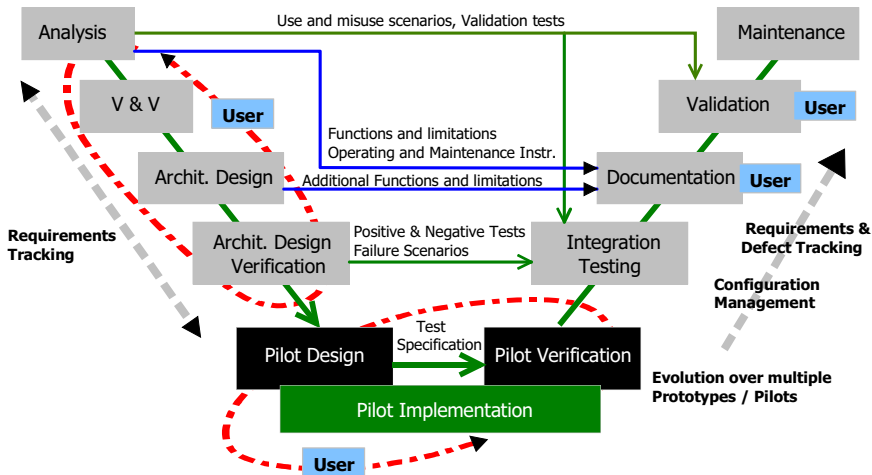 Analysis
Use and misuse scenarios, Validation tests
Maintenance
V & V
User
Validation
User
Functions and limitations
Operating and Maintenance Instr.
Archit. Design
Additional Functions and limitations
Documentation
User
Requirements
Tracking
Archit. Design
Verification
Positive & Negative Tests
Failure Scenarios
Integration
Testing
Requirements &
Defect Tracking
Configuration
Management
Pilot Design
Test
Specification
Pilot Verification
Evolution over multiple
Prototypes / Pilots
Pilot Implementation
User